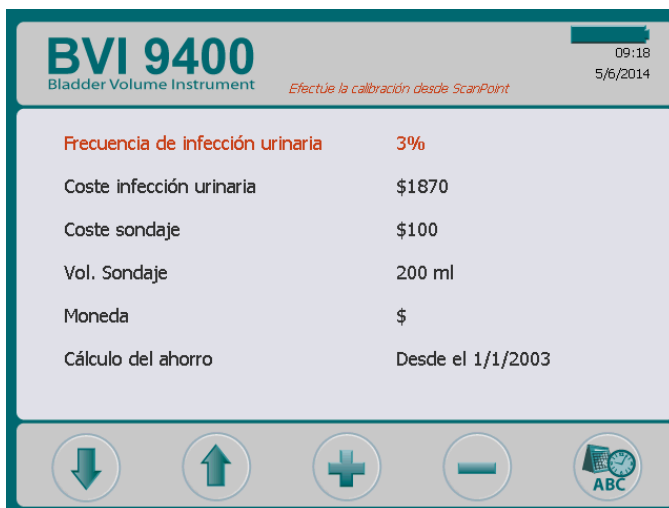 BVI 9400
Bladder Volume Instrument
Efectúe la calibración desde ScanPoint
09:18
5/6/2014
Frecuencia de infección urinaria 3%
Coste infección urinaria $1870
Coste sondaje $100
Vol. Sondaje 200 ml
Moneda $
Cálculo del ahorro Desde el 1/1/2003
ABC